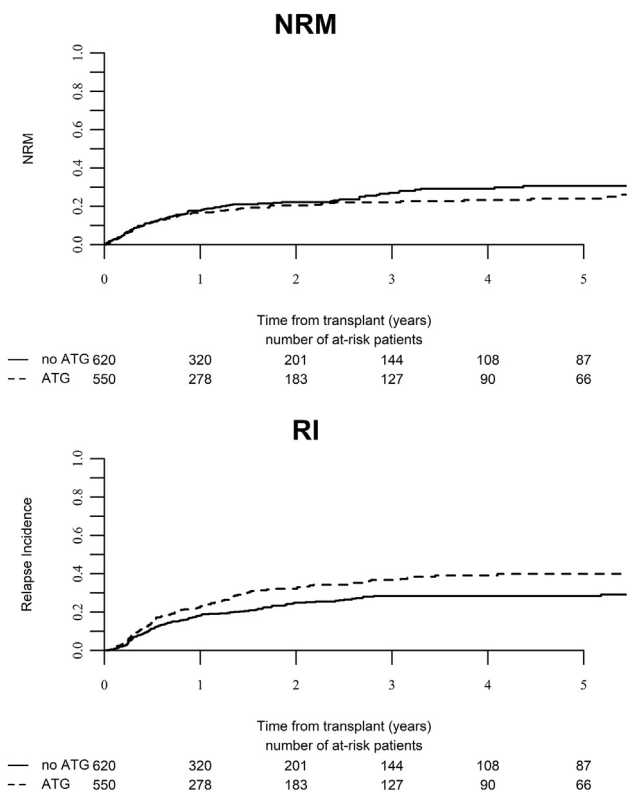 NRM
1.0
0.8
0.6
0.4
0.2
0.0
NRM
0 1 2 3 4 5
Time from transplant (years)
number of at-risk patients
no ATG 620 320 201 144 108 87
ATG 550 278 183 127 90 66
RI
1.0
0.8
0.6
0.4
0.2
0.0
Relapse Incidence
0 1 2 3 4 5
Time from transplant (years)
number of at-risk patients
no ATG 620 320 201 144 108 87
ATG 550 278 183 127 90 66